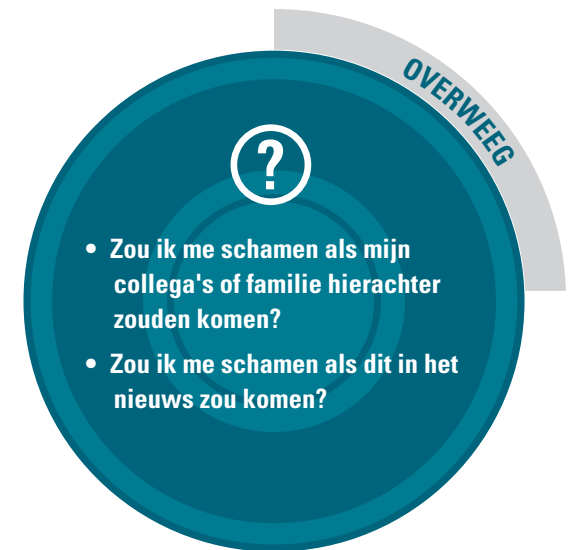 OVERWEEG
?
• Zou ik me schamen als mijn
collega's of familie hierachter
zouden komen?
• Zou ik me schamen als dit in het
nieuws zou komen?